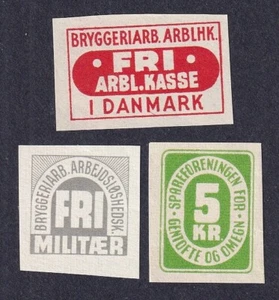 BRYGGERIARB. ARBLHK.
FRI
ARBL.KASSE
I DANMARK
BRYGGERIARB. ARBEJDSLØSHEDSK.
FRI
MILITÆR
SPAREFORENINGEN FOR
5
KR.
GENTOFTE OG OMEGN